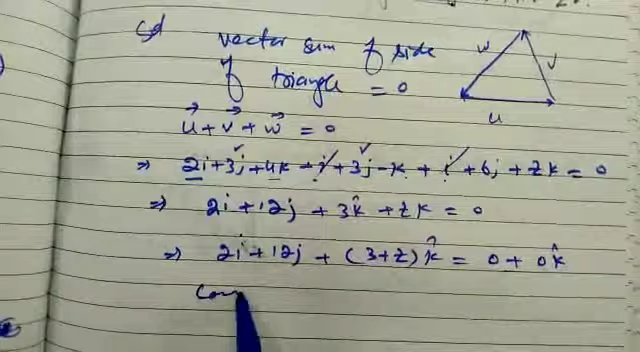 c)
vector sum of side
of triangle = 0
w v u
u⃗ + v⃗ + w⃗ = 0
⇒ 2i + 3j + 4k - i + 3j - k + i + 6j + zk = 0
⇒ 2i + 12j + 3k̂ + zk = 0
⇒ 2i + 12j + (3+z) k̂ = 0 + 0k̂
Com